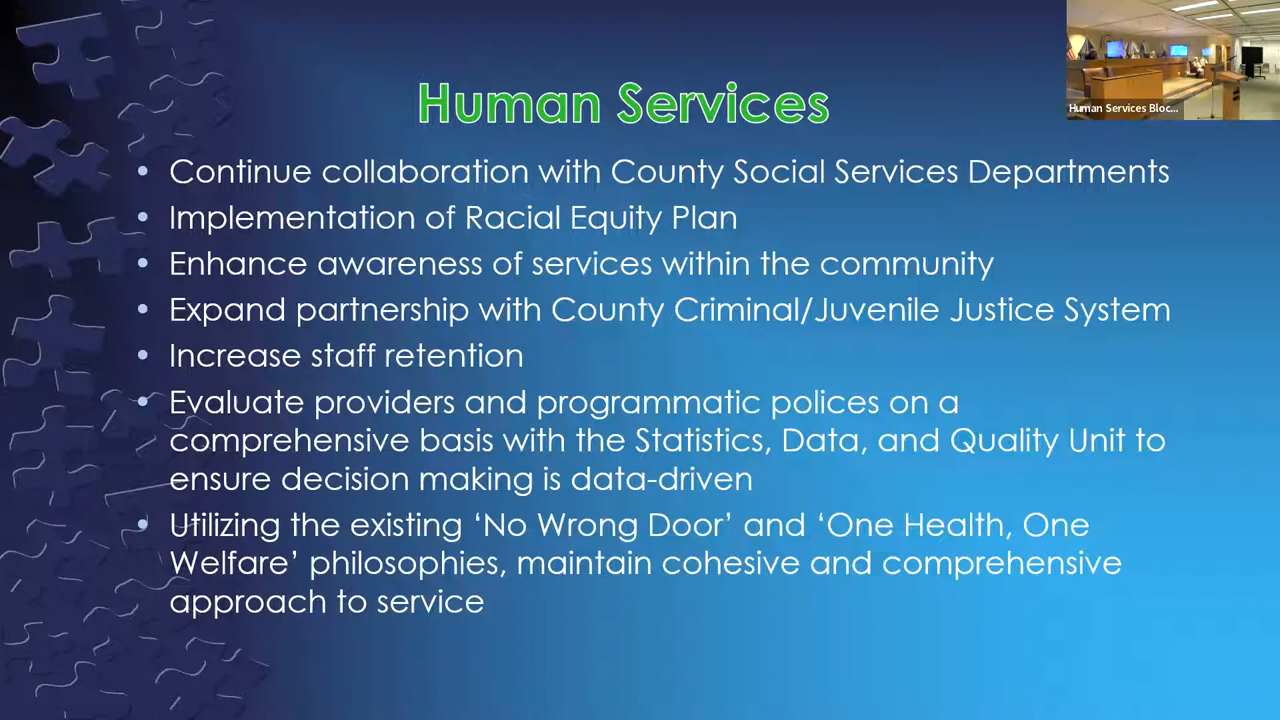 Human Services Bloc...
Human Services
• Continue collaboration with County Social Services Departments
• Implementation of Racial Equity Plan
• Enhance awareness of services within the community
• Expand partnership with County Criminal/Juvenile Justice System
• Increase staff retention
• Evaluate providers and programmatic polices on a
comprehensive basis with the Statistics, Data, and Quality Unit to
ensure decision making is data-driven
• Utilizing the existing ‘No Wrong Door’ and ‘One Health, One
Welfare’ philosophies, maintain cohesive and comprehensive
approach to service